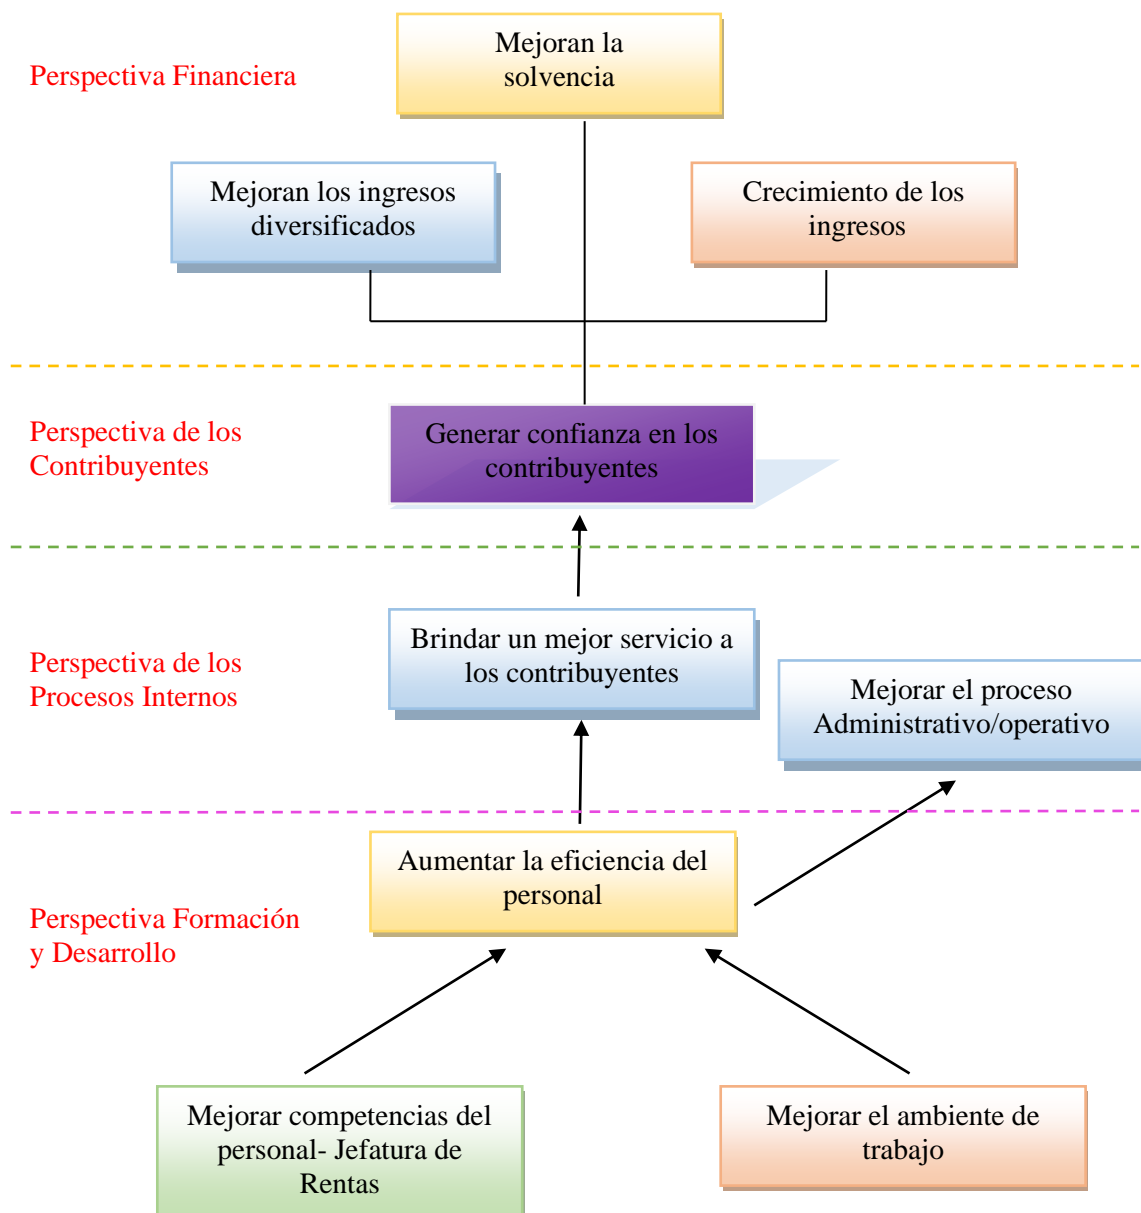 Mejoran la
solvencia
Perspectiva Financiera
Mejoran los ingresos
diversificados
Crecimiento de los
ingresos
Perspectiva de los
Contribuyentes
Generar confianza en los
contribuyentes
Perspectiva de los
Procesos Internos
Brindar un mejor servicio a
los contribuyentes
Mejorar el proceso
Administrativo/operativo
Perspectiva Formación
y Desarrollo
Aumentar la eficiencia del
personal
Mejorar competencias del
personal- Jefatura de
Rentas
Mejorar el ambiente de
trabajo